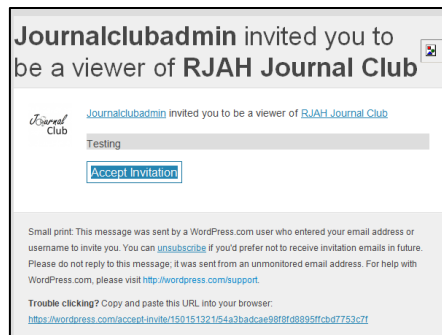 Journalclubadmin invited you to
be a viewer of RJAH Journal Club
Journal
Club
Journalclubadmin invited you to be a viewer of RJAH Journal Club
Testing
Accept Invitation
Small print: This message was sent by a WordPress.com user who entered your email address or
username to invite you. You can unsubscribe if you'd prefer not to receive invitation emails in future.
Please do not reply to this message; it was sent from an unmonitored email address. For help with
WordPress.com, please visit http://wordpress.com/support.
Trouble clicking? Copy and paste this URL into your browser:
https://wordpress.com/accept-invite/150151321/54a3badcae98f8fd8895ffcbd7753c7f